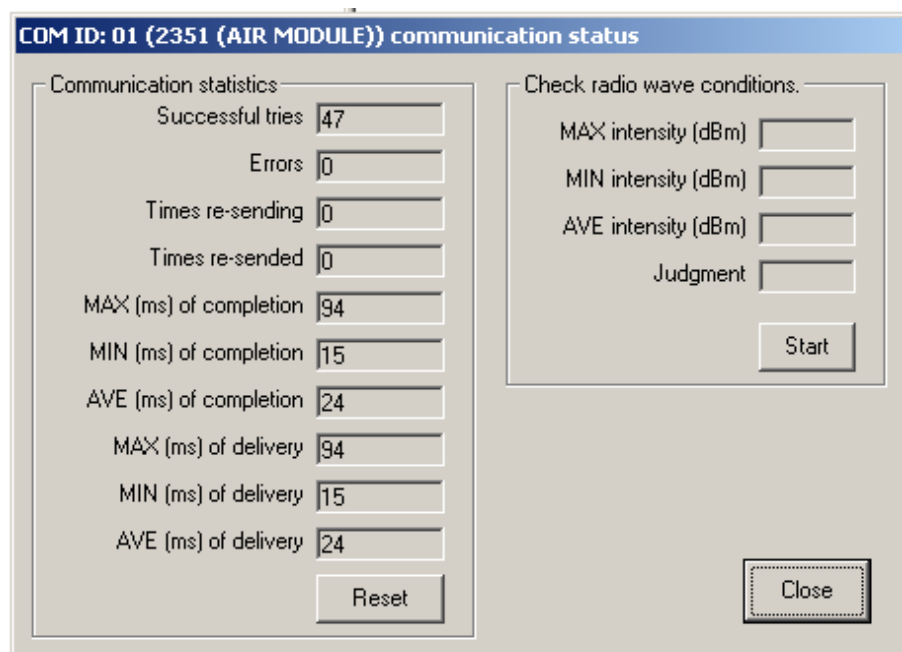 COM ID: 01 (2351 (AIR MODULE)) communication status
Communication statistics
Successful tries 47
Errors 0
Times re-sending 0
Times re-sended 0
MAX (ms) of completion 94
MIN (ms) of completion 15
AVE (ms) of completion 24
MAX (ms) of delivery 94
MIN (ms) of delivery 15
AVE (ms) of delivery 24
Reset
Check radio wave conditions.
MAX intensity (dBm)
MIN intensity (dBm)
AVE intensity (dBm)
Judgment
Start
Close